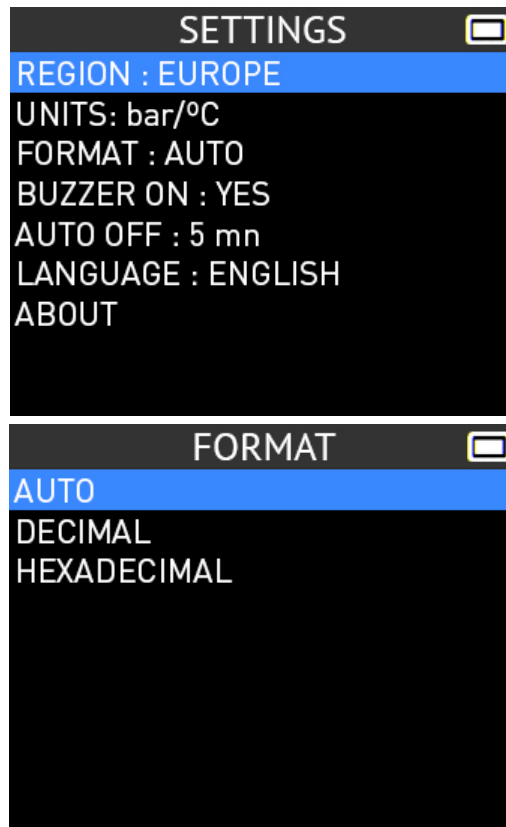 SETTINGS
REGION : EUROPE
UNITS: bar/ºC
FORMAT : AUTO
BUZZER ON : YES
AUTO OFF : 5 mn
LANGUAGE : ENGLISH
ABOUT
FORMAT
AUTO
DECIMAL
HEXADECIMAL